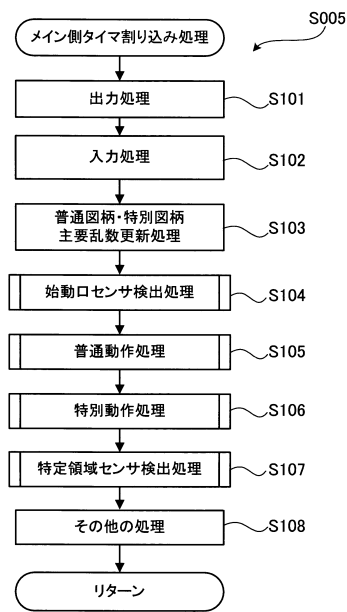 S005
メイン側タイマ割り込み処理
出力処理
S101
入力処理
S102
普通図柄・特別図柄
主要乱数更新処理
S103
始動口センサ検出処理
S104
普通動作処理
S105
特別動作処理
S106
特定領域センサ検出処理
S107
その他の処理
S108
リターン